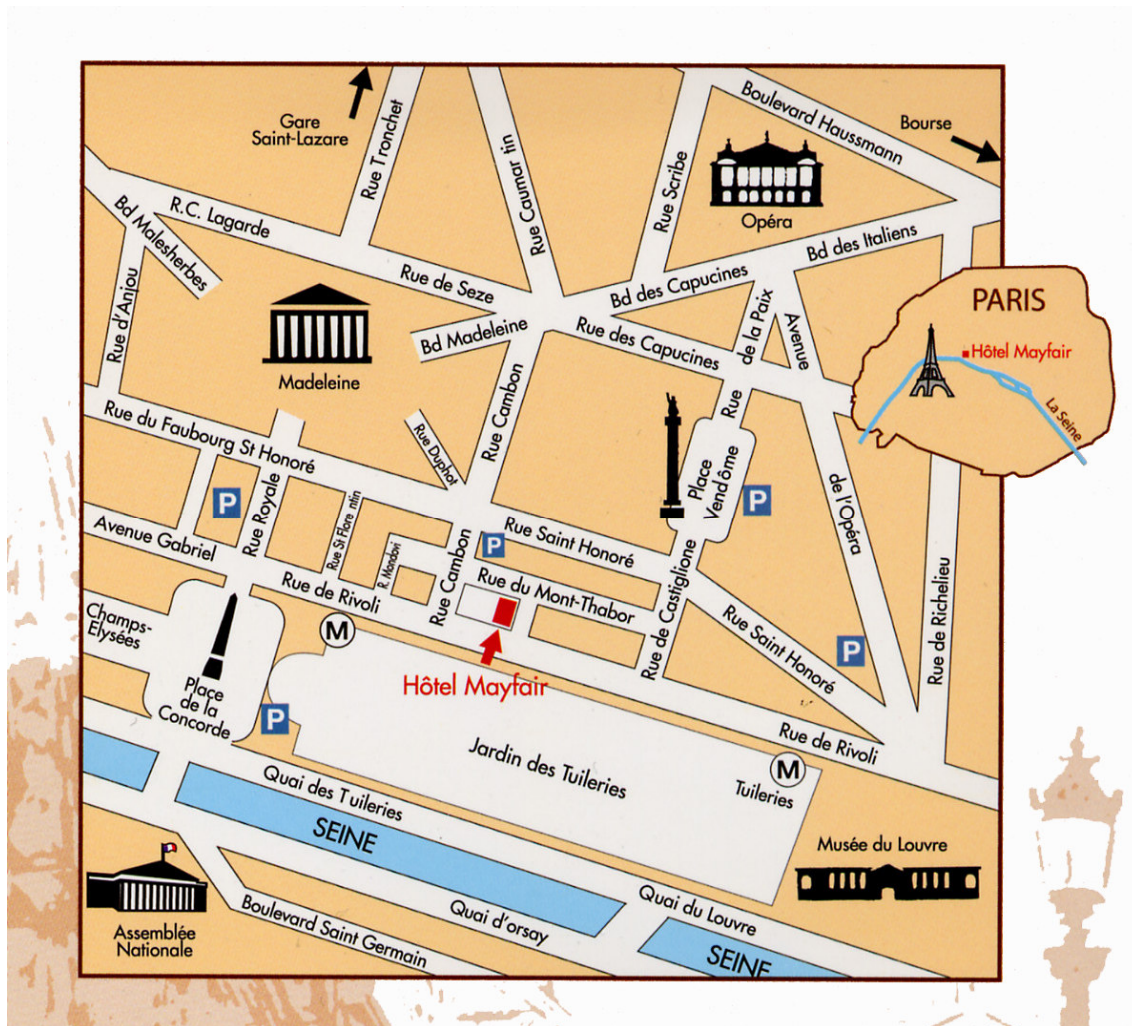 Gare
Saint-Lazare
Rue Tronchet
Rue Caumar fin
Rue Scribe
Boulevard Haussmann
Bourse
Opéra
R.C. Lagarde
Bd Malesherbes
Rue d'Anjou
Rue de Seze
Bd des Capucines
Bd des Italiens
Madeleine
Bd Madeleine
Rue des Capucines
Rue de la Paix
Avenue de l'Opéra
PARIS
Hôtel Mayfair
La Seine
Rue du Faubourg St Honoré
Rue Duphot
Rue Cambon
Place
Vendôme
P
P
P
Avenue Gabriel
Rue Royale
Rue St Flore ntin
R. Mondovi
Rue Cambon
Rue Saint Honoré
Rue du Mont-Thabor
Rue de Castiglione
Rue Saint Honoré
P
Rue de Richelieu
Rue de Rivoli
Champs-
Elysées
M
Hôtel Mayfair
Place
de la
Concorde
P
Rue de Rivoli
Jardin des Tuileries
M
Tuileries
Quai des Tuileries
SEINE
Musée du Louvre
Assemblée
Nationale
Boulevard Saint Germain
Quai d'orsay
Quai du Louvre
SEINE